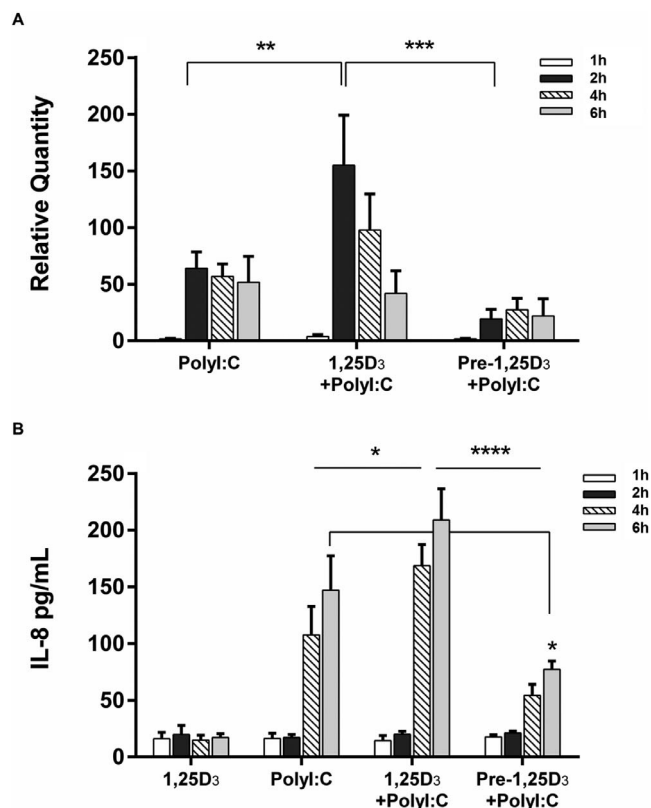 A
** ***
1h
2h
4h
6h
250
200
150
100
50
0
Relative Quantity
PolyI:C 1,25D3 Pre-1,25D3
+PolyI:C +PolyI:C
B
* ****
1h
2h
4h
6h
250
200
150
100
50
0
IL-8 pg/mL
*
1,25D3 PolyI:C 1,25D3 Pre-1,25D3
+PolyI:C +PolyI:C